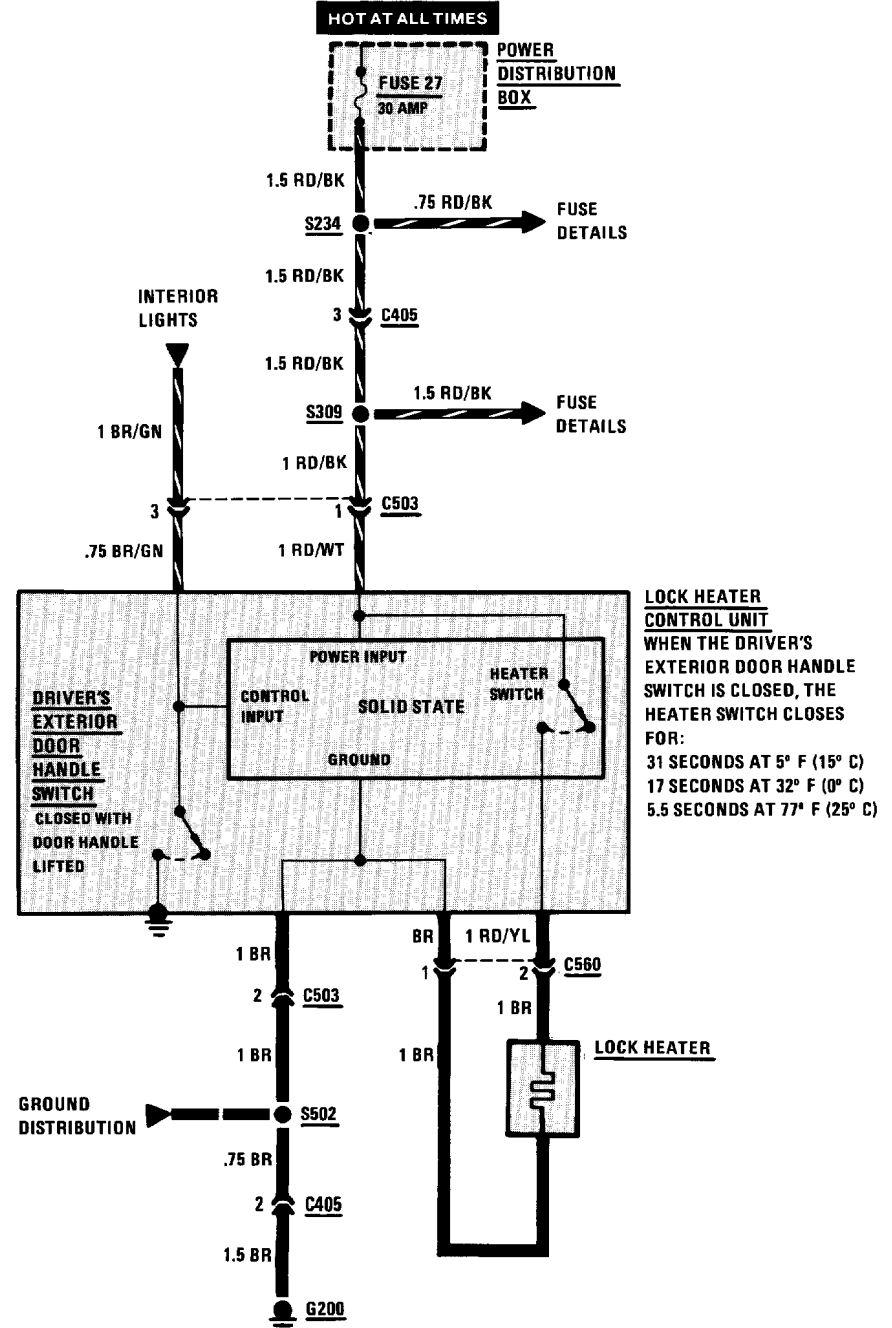 HOT AT ALL TIMES
POWER
DISTRIBUTION
BOX
FUSE 27
30 AMP
1.5 RD/BK
.75 RD/BK
S234
FUSE
DETAILS
1.5 RD/BK
INTERIOR
LIGHTS
3
C405
1.5 RD/BK
1.5 RD/BK
S309
FUSE
DETAILS
1 BR/GN
1 RD/BK
3
1
C503
.75 BR/GN
1 RD/WT
LOCK HEATER
CONTROL UNIT
WHEN THE DRIVER'S
EXTERIOR DOOR HANDLE
SWITCH IS CLOSED, THE
HEATER SWITCH CLOSES
FOR:
31 SECONDS AT 5° F (15° C)
17 SECONDS AT 32° F (0° C)
5.5 SECONDS AT 77° F (25° C)
POWER INPUT
HEATER
SWITCH
CONTROL
INPUT
SOLID STATE
GROUND
DRIVER'S
EXTERIOR
DOOR
HANDLE
SWITCH
CLOSED WITH
DOOR HANDLE
LIFTED
1 BR
BR
1 RD/YL
1
2
C560
2
C503
1 BR
1 BR
1 BR
LOCK HEATER
GROUND
DISTRIBUTION
S502
.75 BR
2
C405
1.5 BR
G200